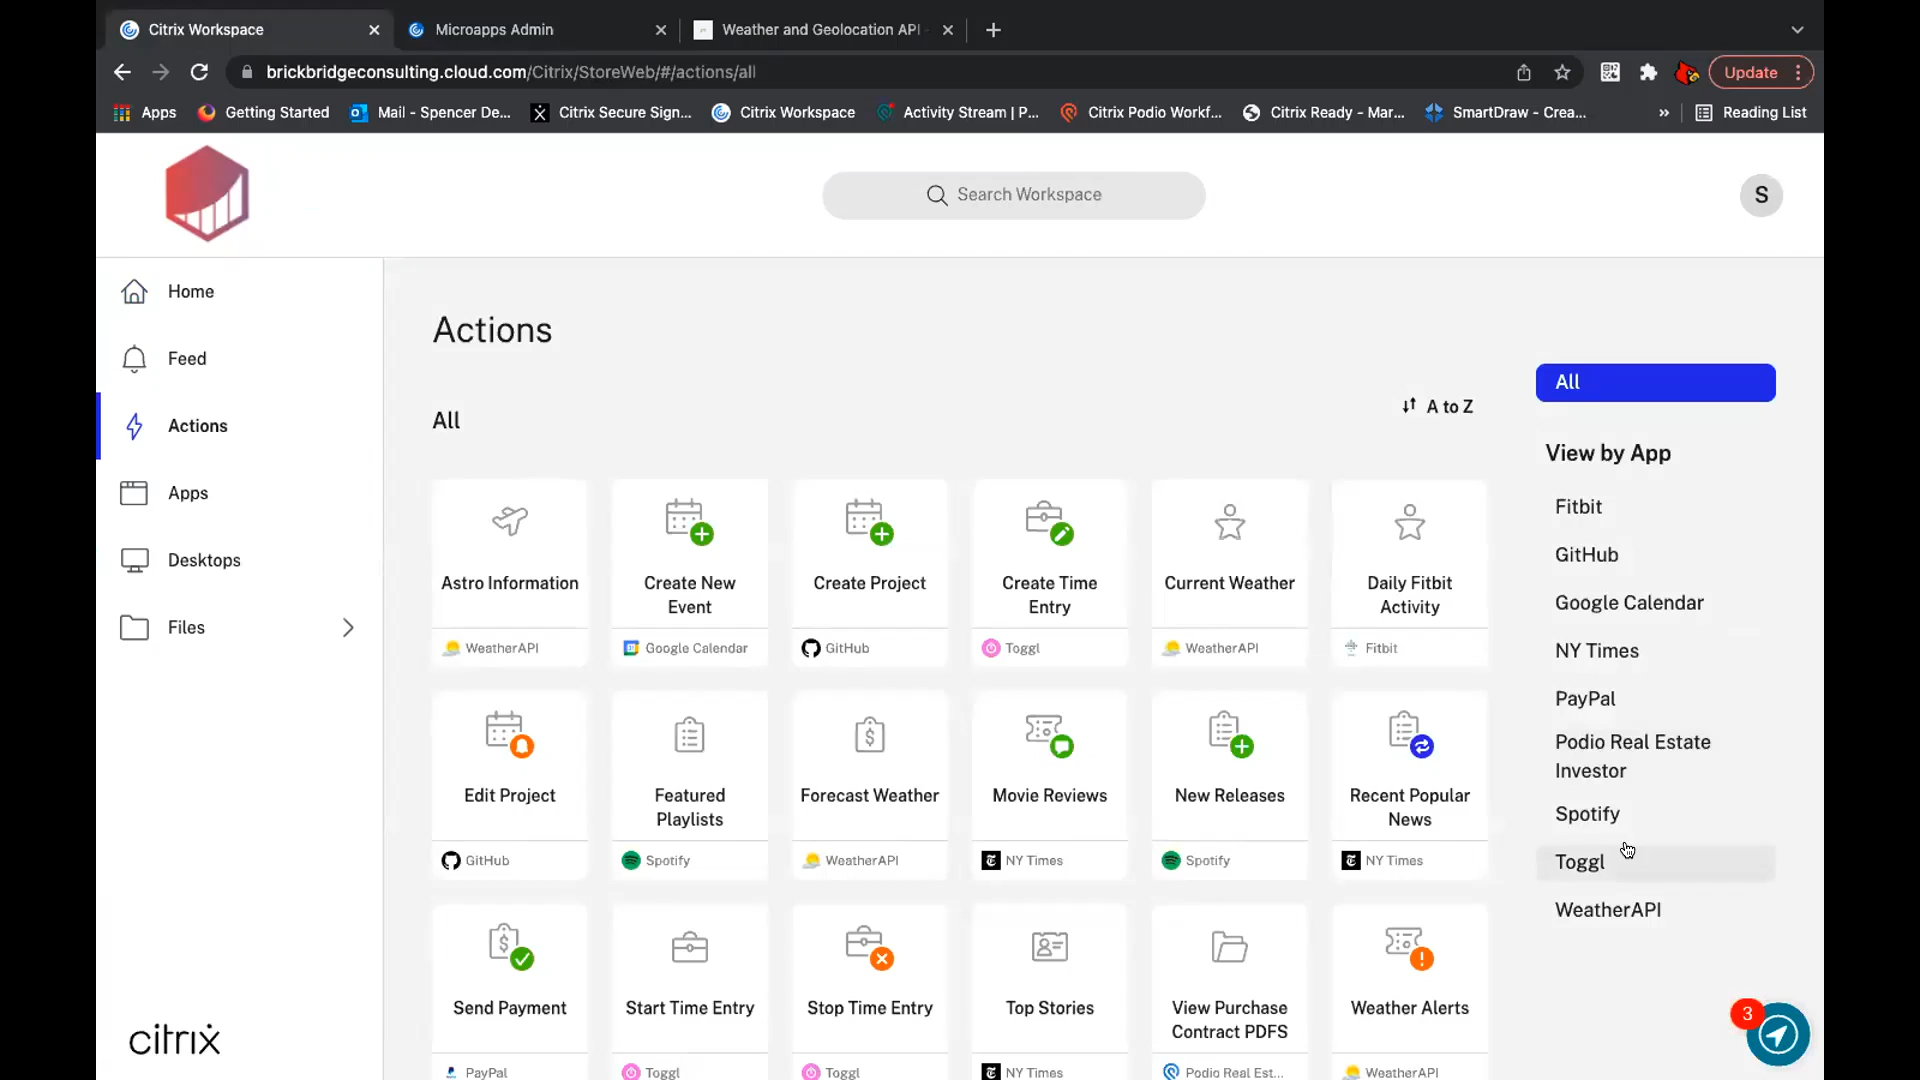 Citrix Workspace
Microapps Admin
Weather and Geolocation API
brickbridgeconsulting.cloud.com/Citrix/StoreWeb/#/actions/all
Update
Apps
Getting Started
Mail - Spencer De...
Citrix Secure Sign...
Citrix Workspace
Activity Stream | P...
Citrix Podio Workf...
Citrix Ready - Mar...
SmartDraw - Crea...
Reading List
Search Workspace
S
Home
Feed
Actions
Apps
Desktops
Files
citrix
Actions
All
A to Z
Astro Information
WeatherAPI
Create New
Event
Google Calendar
Create Project
GitHub
Create Time
Entry
Toggl
Current Weather
WeatherAPI
Daily Fitbit
Activity
Fitbit
Edit Project
GitHub
Featured
Playlists
Spotify
Forecast Weather
WeatherAPI
Movie Reviews
NY Times
New Releases
Spotify
Recent Popular
News
NY Times
Send Payment
PayPal
Start Time Entry
Toggl
Stop Time Entry
Toggl
Top Stories
NY Times
View Purchase
Contract PDFS
Podio Real Est...
Weather Alerts
WeatherAPI
All
View by App
Fitbit
GitHub
Google Calendar
NY Times
PayPal
Podio Real Estate
Investor
Spotify
Toggl
WeatherAPI
3